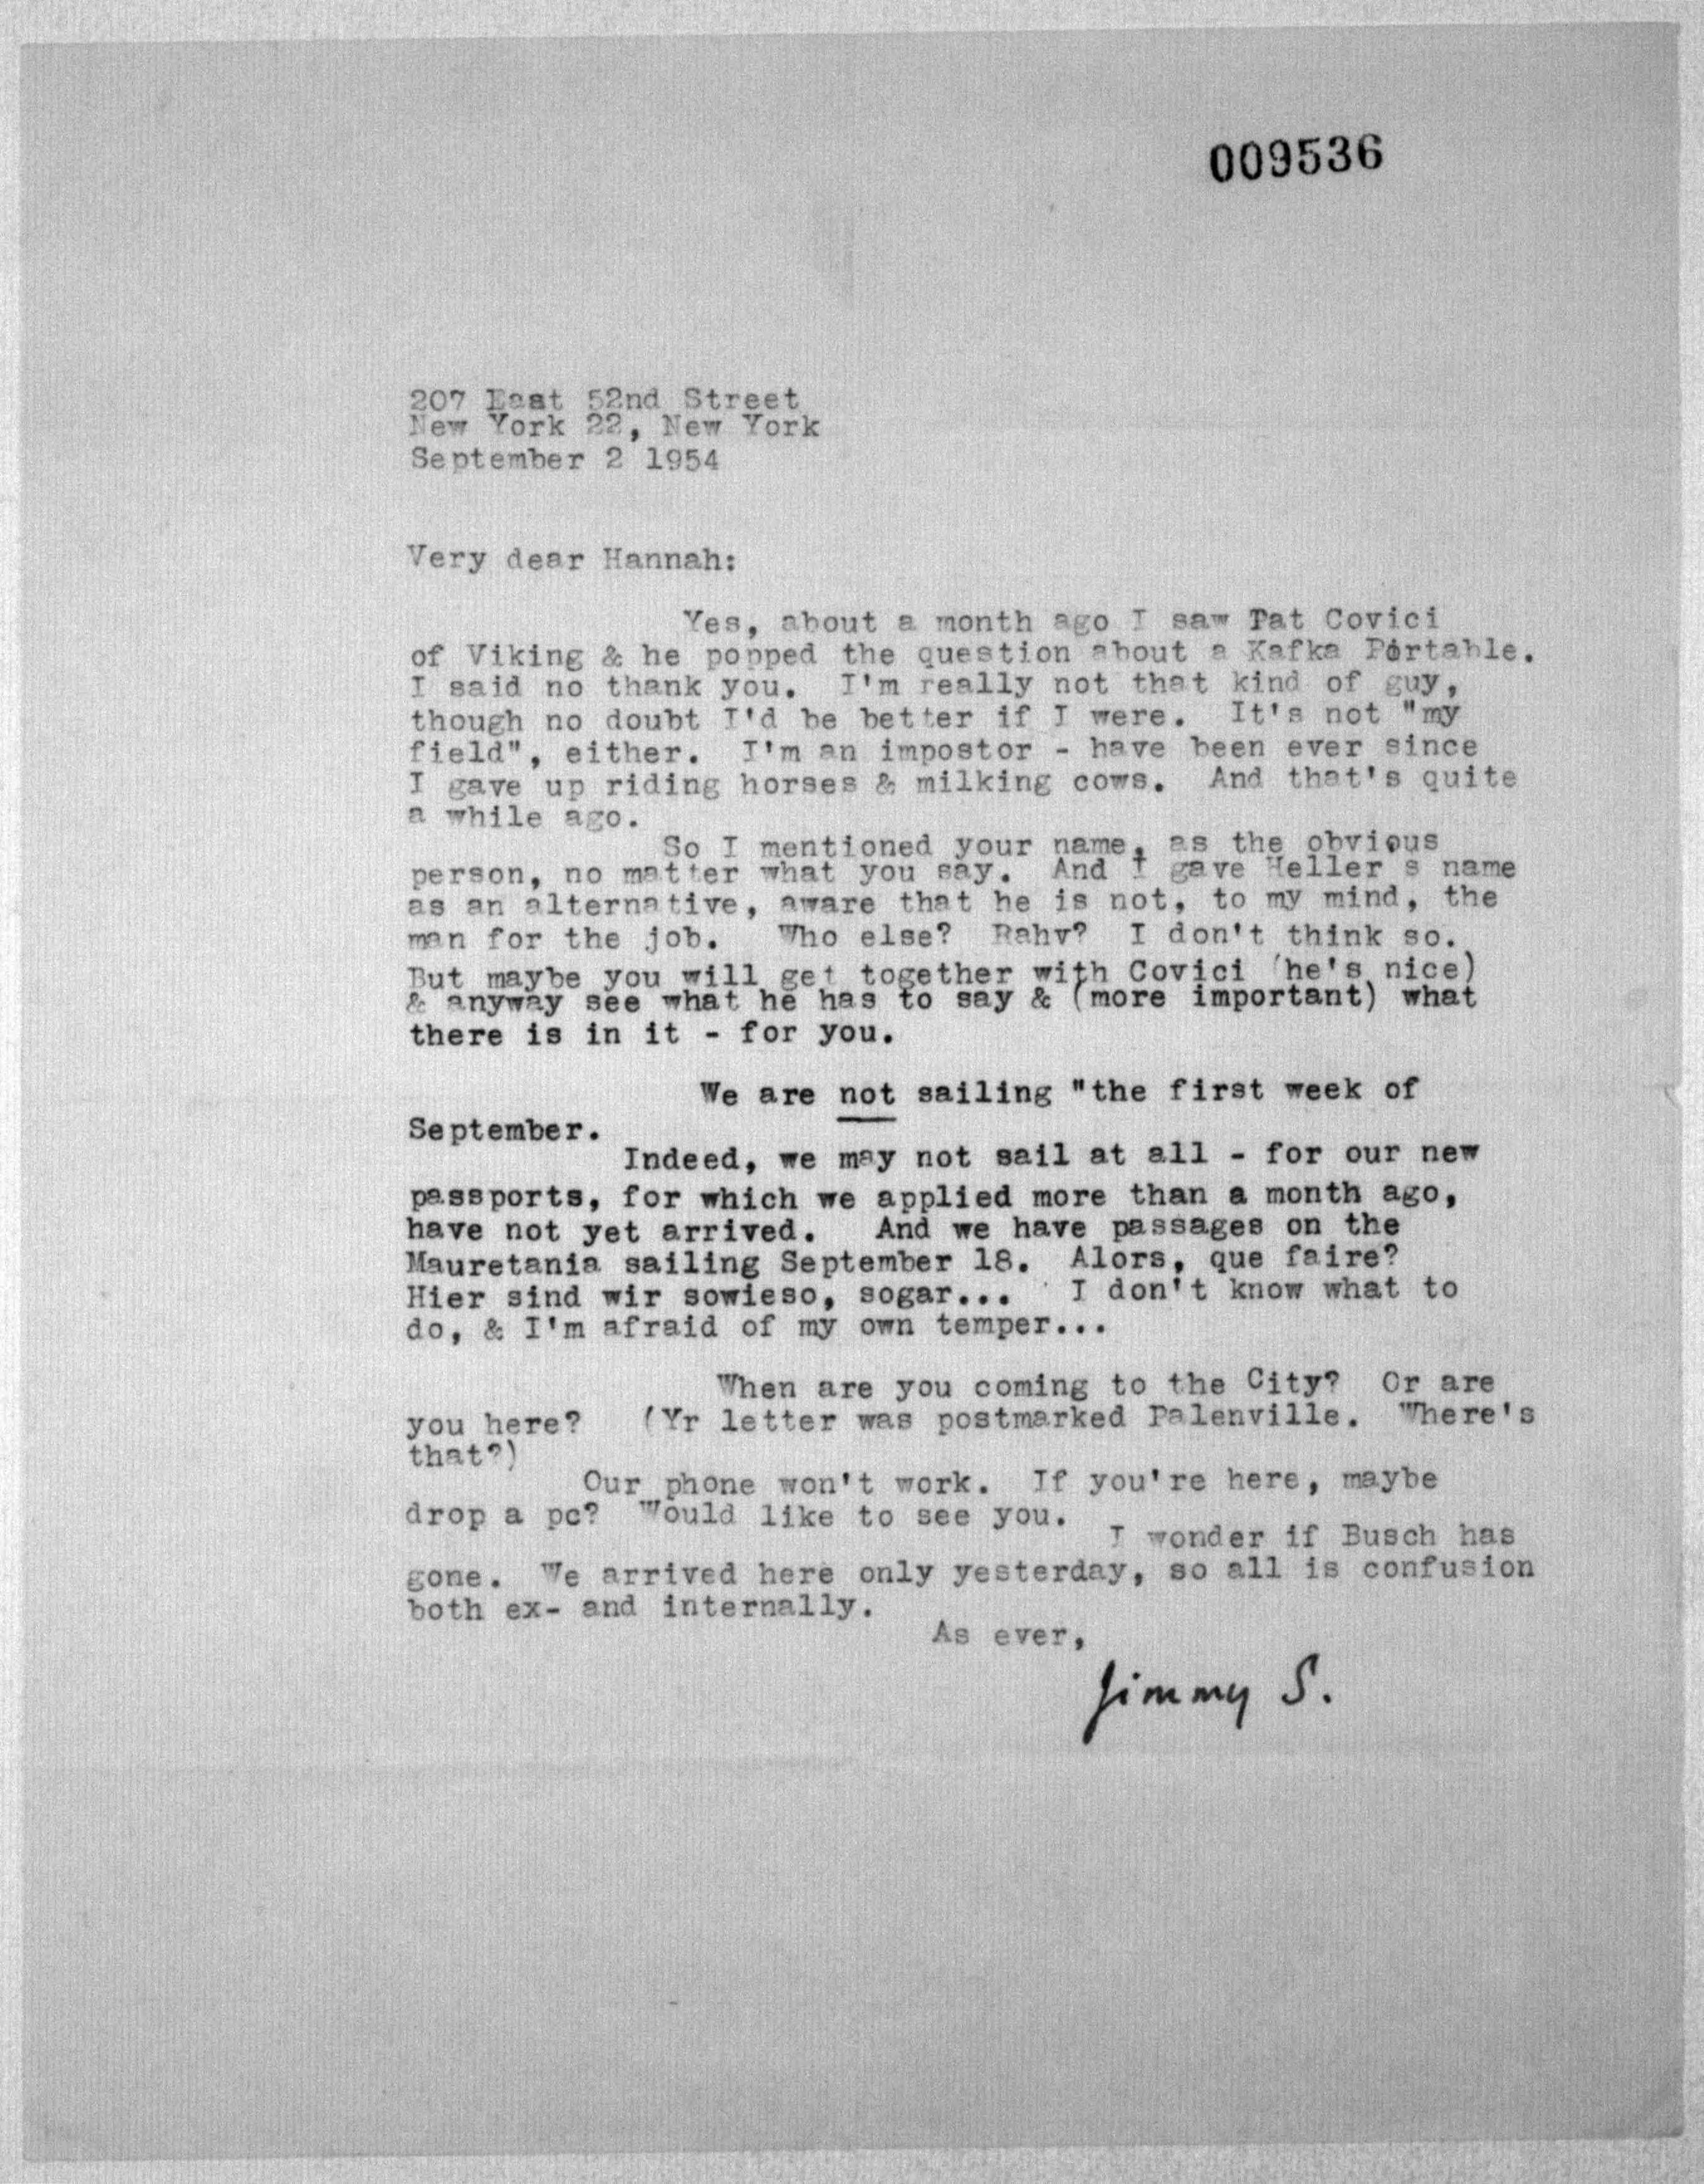 009536
207 East 52nd Street
New York 22, New York
September 2 1954
Very dear Hannah:
Yes, about a month ago I saw Pat Covici
of Viking & he popped the question about a Kafka Portable.
I said no thank you. I'm really not that kind of guy,
though no doubt I'd be better if I were. It's not "my
field", either. I'm an impostor - have been ever since
I gave up riding horses & milking cows. And that's quite
a while ago.
So I mentioned your name, as the obvious
person, no matter what you say. And I gave Heller s name
as an alternative, aware that he is not, to my mind, the
man for the job. Who else? Rahv? I don't think so.
But maybe you will get together with Covici (he's nice)
& anyway see what he has to say & (more important) what
there is in it - for you.
We are not sailing "the first week of
September.
Indeed, we may not sail at all - for our new
passports, for which we applied more than a month ago,
have not yet arrived. And we have passages on the
Mauretania sailing September 18. Alors, que faire?
Hier sind wir sowieso, sogar... I don't know what to
do, & I'm afraid of my own temper...
When are you coming to the City? Or are
you here? (Yr letter was postmarked Palenville. Where's
that?)
Our phone won't work. If you're here, maybe
drop a pc? Would like to see you.
I wonder if Busch has
gone. We arrived here only yesterday, so all is confusion
both ex- and internally.
As ever,
Jimmy S.